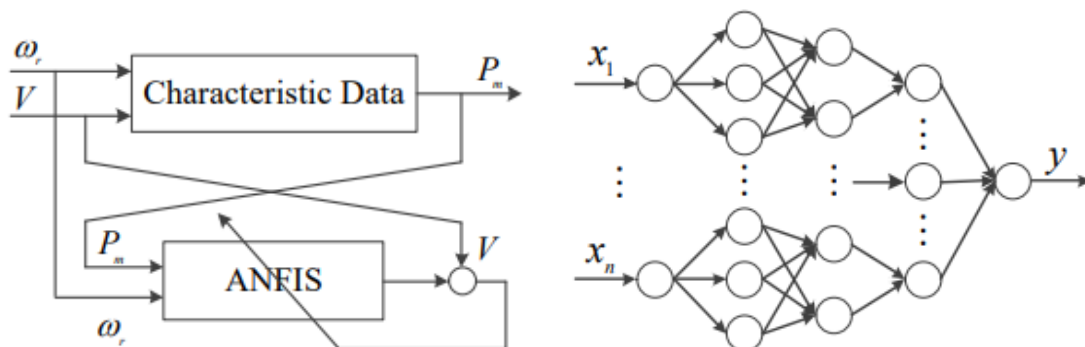 ω_r
V
Characteristic Data
P_m
P_m
ω_r
ANFIS
V
x_1
⋮
x_n
⋮
⋮
⋮
⋮
y